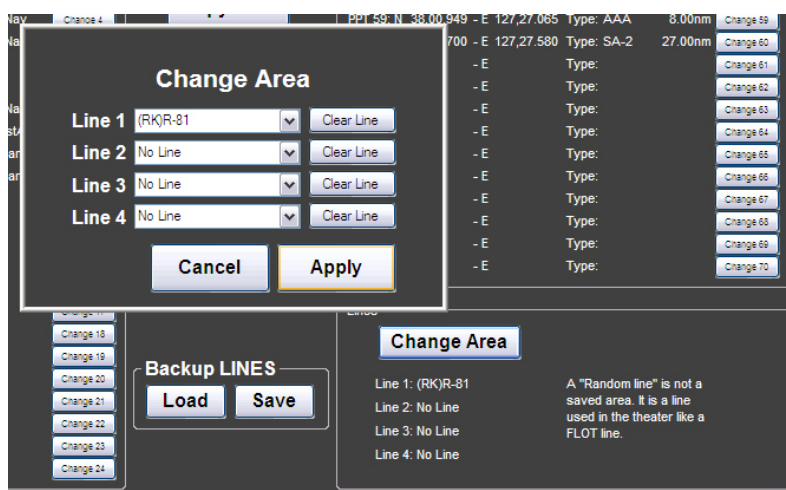 Nav Change 4 PPT 59: N 38,00.949 - E 127,27.065 Type: AAA 8.00nm Change 59
700 - E 127,27.580 Type: SA-2 27.00nm Change 60
- E Type: Change 61
- E Type: Change 62
- E Type: Change 63
- E Type: Change 64
- E Type: Change 65
- E Type: Change 66
- E Type: Change 67
- E Type: Change 68
- E Type: Change 69
- E Type: Change 70
Change Area
Line 1 (RK)R-81 Clear Line
Line 2 No Line Clear Line
Line 3 No Line Clear Line
Line 4 No Line Clear Line
Cancel Apply
Change 18
Change 19
Change 20
Change 21
Change 22
Change 23
Change 24
Backup LINES
Load Save
Lines
Change Area
Line 1: (RK)R-81
Line 2: No Line
Line 3: No Line
Line 4: No Line
A "Random line" is not a
saved area. It is a line
used in the theater like a
FLOT line.